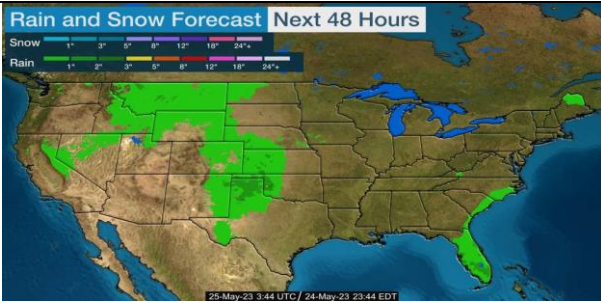 Rain and Snow Forecast Next 48 Hours
Snow 1" 3" 5" 8" 12" 18" 24"+
Rain 1" 2" 3" 5" 8" 12" 18" 24"+
25-May-23 3:44 UTC / 24-May-23 23:44 EDT